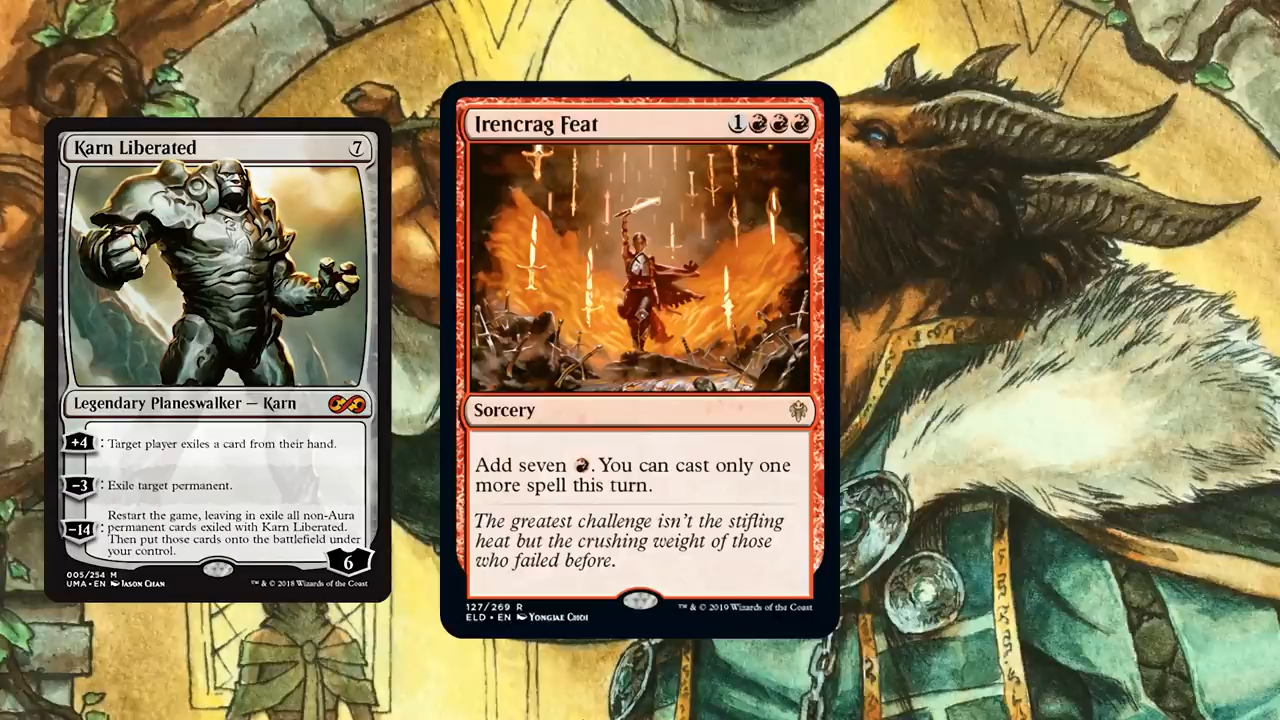 Karn Liberated 7
Legendary Planeswalker — Karn
+4 : Target player exiles a card from their hand.
−3 : Exile target permanent.
−14 : Restart the game, leaving in exile all non-Aura
permanent cards exiled with Karn Liberated.
Then put those cards onto the battlefield under
your control.
6
005/254 M
UMA • EN Jason Chan
™ & © 2018 Wizards of the Coast
Irencrag Feat 1
Sorcery
Add seven . You can cast only one
more spell this turn.
The greatest challenge isn't the stifling
heat but the crushing weight of those
who failed before.
127/269 R
ELD • EN Yongjae Choi
™ & © 2019 Wizards of the Coast